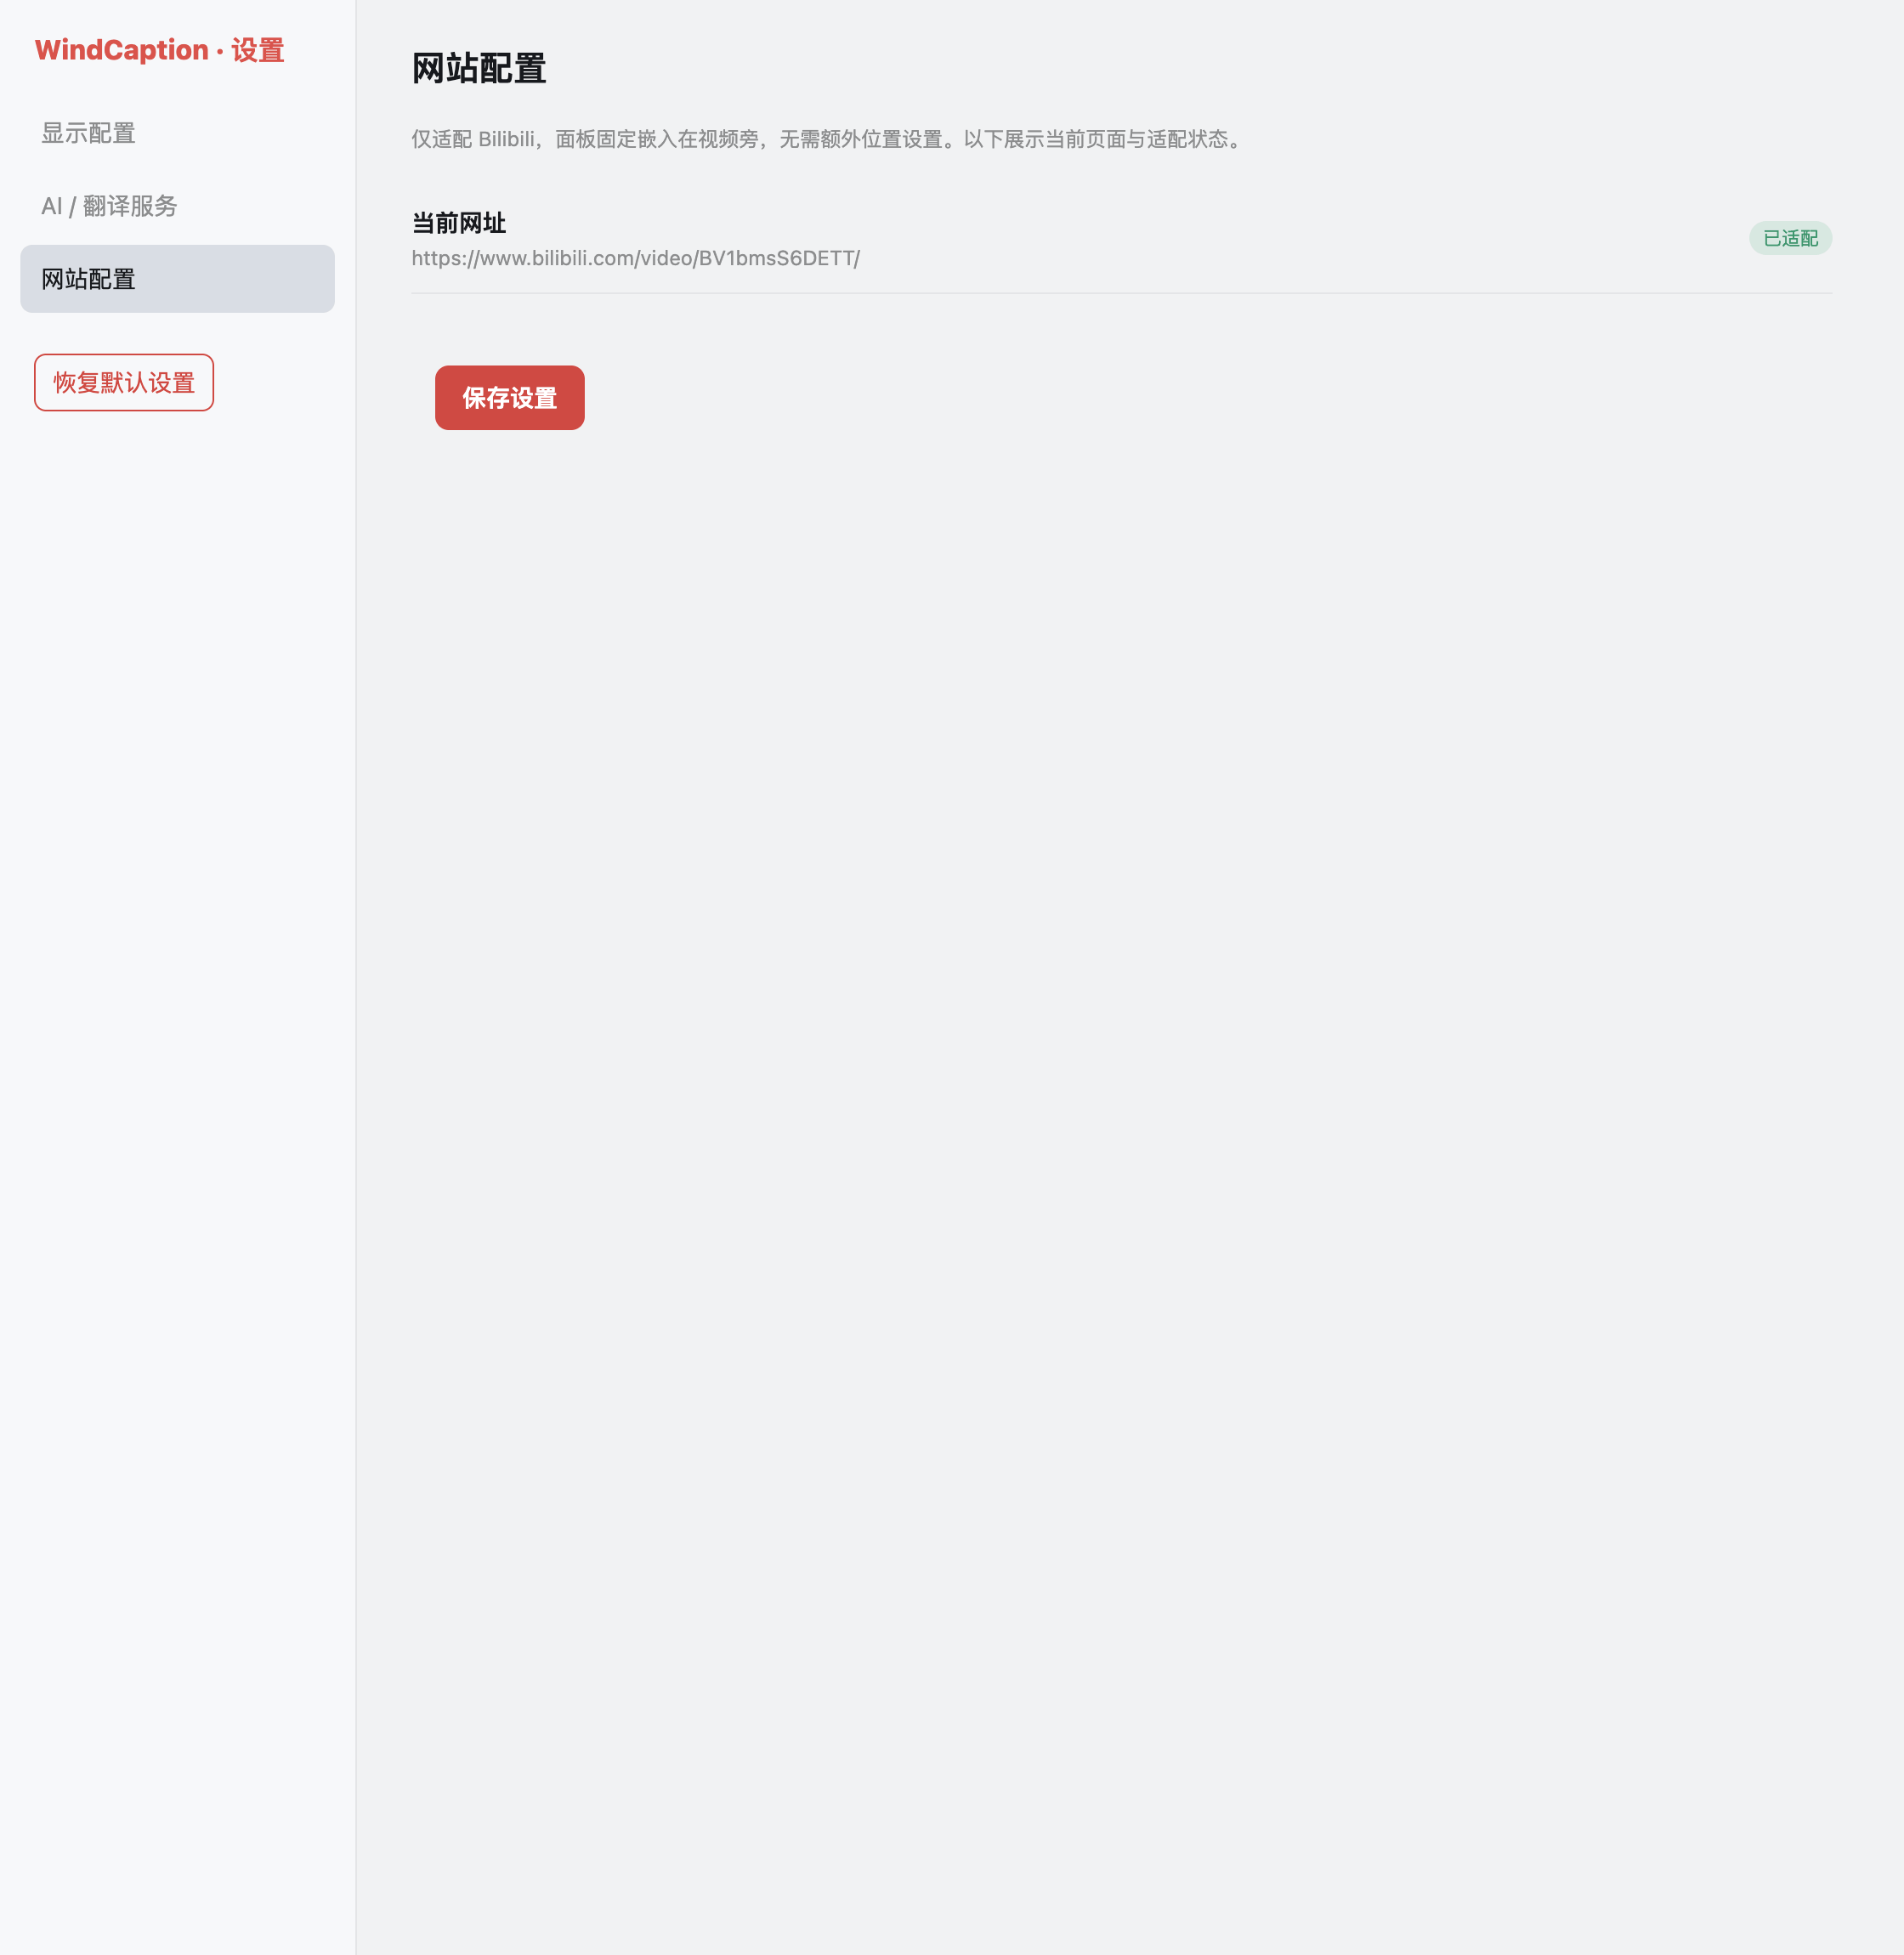 WindCaption · 设置
显示配置
AI / 翻译服务
网站配置
恢复默认设置
网站配置
仅适配 Bilibili，面板固定嵌入在视频旁，无需额外位置设置。以下展示当前页面与适配状态。
当前网址
https://www.bilibili.com/video/BV1bmsS6DETT/
已适配
保存设置